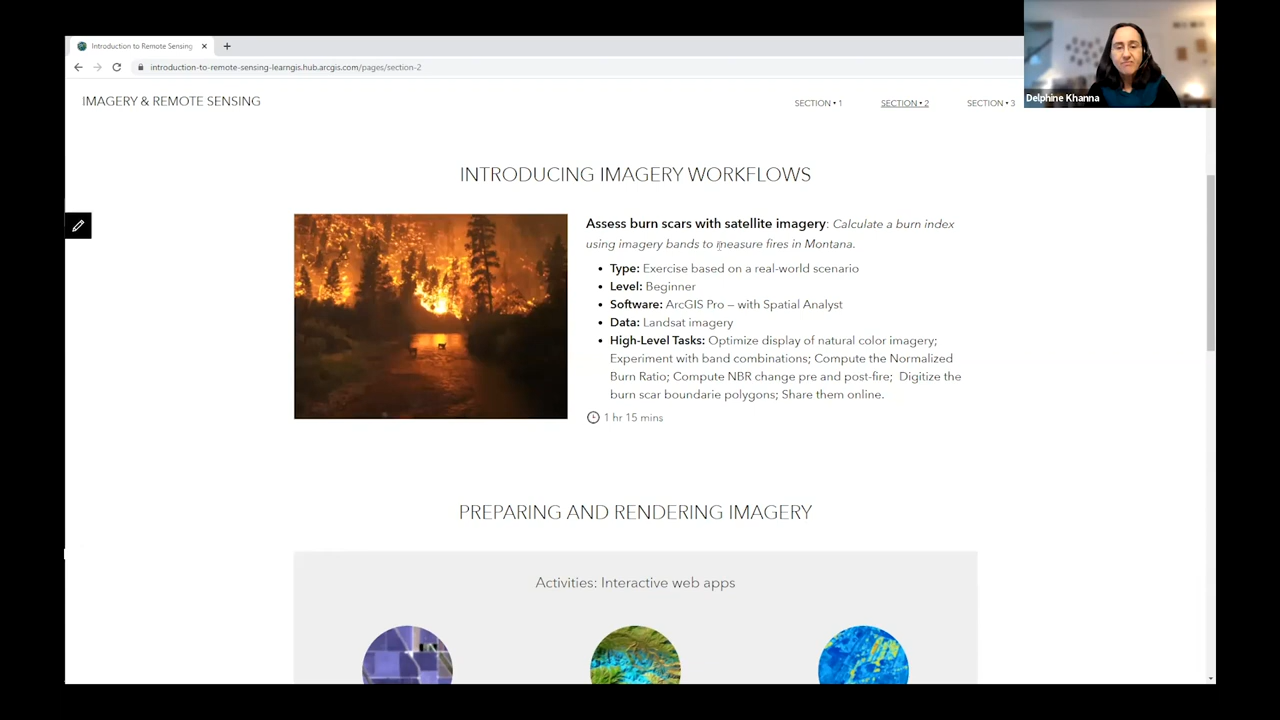 Introduction to Remote Sensing
introduction-to-remote-sensing-learngis.hub.arcgis.com/pages/section-2
Delphine Khanna
IMAGERY & REMOTE SENSING
SECTION • 1
SECTION • 2
SECTION • 3
INTRODUCING IMAGERY WORKFLOWS
Assess burn scars with satellite imagery: Calculate a burn index
using imagery bands to measure fires in Montana.
• Type: Exercise based on a real-world scenario
• Level: Beginner
• Software: ArcGIS Pro – with Spatial Analyst
• Data: Landsat imagery
• High-Level Tasks: Optimize display of natural color imagery;
Experiment with band combinations; Compute the Normalized
Burn Ratio; Compute NBR change pre and post-fire; Digitize the
burn scar boundarie polygons; Share them online.
1 hr 15 mins
PREPARING AND RENDERING IMAGERY
Activities: Interactive web apps